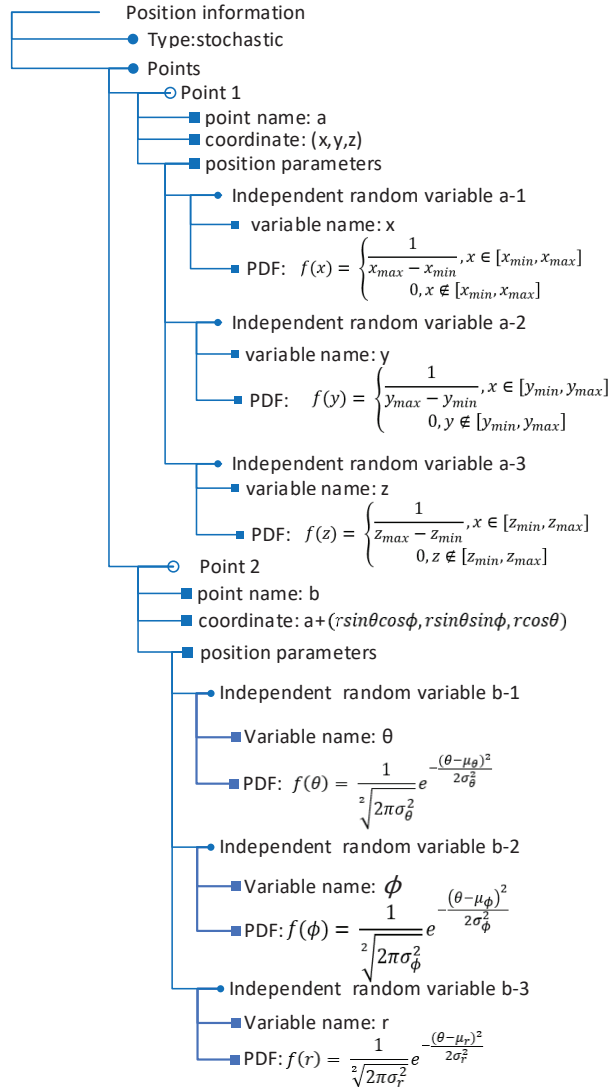 Position information
Type:stochastic
Points
Point 1
point name: a
coordinate: (x,y,z)
position parameters
Independent random variable a-1
variable name: x
PDF: f(x) = { 1 / (x_max − x_min), x ∈ [x_min, x_max]
0, x ∉ [x_min, x_max]
Independent random variable a-2
variable name: y
PDF: f(y) = { 1 / (y_max − y_min), x ∈ [y_min, y_max]
0, y ∉ [y_min, y_max]
Independent random variable a-3
variable name: z
PDF: f(z) = { 1 / (z_max − z_min), x ∈ [z_min, z_max]
0, z ∉ [z_min, z_max]
Point 2
point name: b
coordinate: a+(rsinθcosϕ, rsinθsinϕ, rcosθ)
position parameters
Independent random variable b-1
Variable name: θ
PDF: f(θ) = 1 / ²√(2πσ_θ²) e^(−(θ−μ_θ)² / 2σ_θ²)
Independent random variable b-2
Variable name: ϕ
PDF: f(ϕ) = 1 / ²√(2πσ_ϕ²) e^(−(θ−μ_ϕ)² / 2σ_ϕ²)
Independent random variable b-3
Variable name: r
PDF: f(r) = 1 / ²√(2πσ_r²) e^(−(θ−μ_r)² / 2σ_r²)